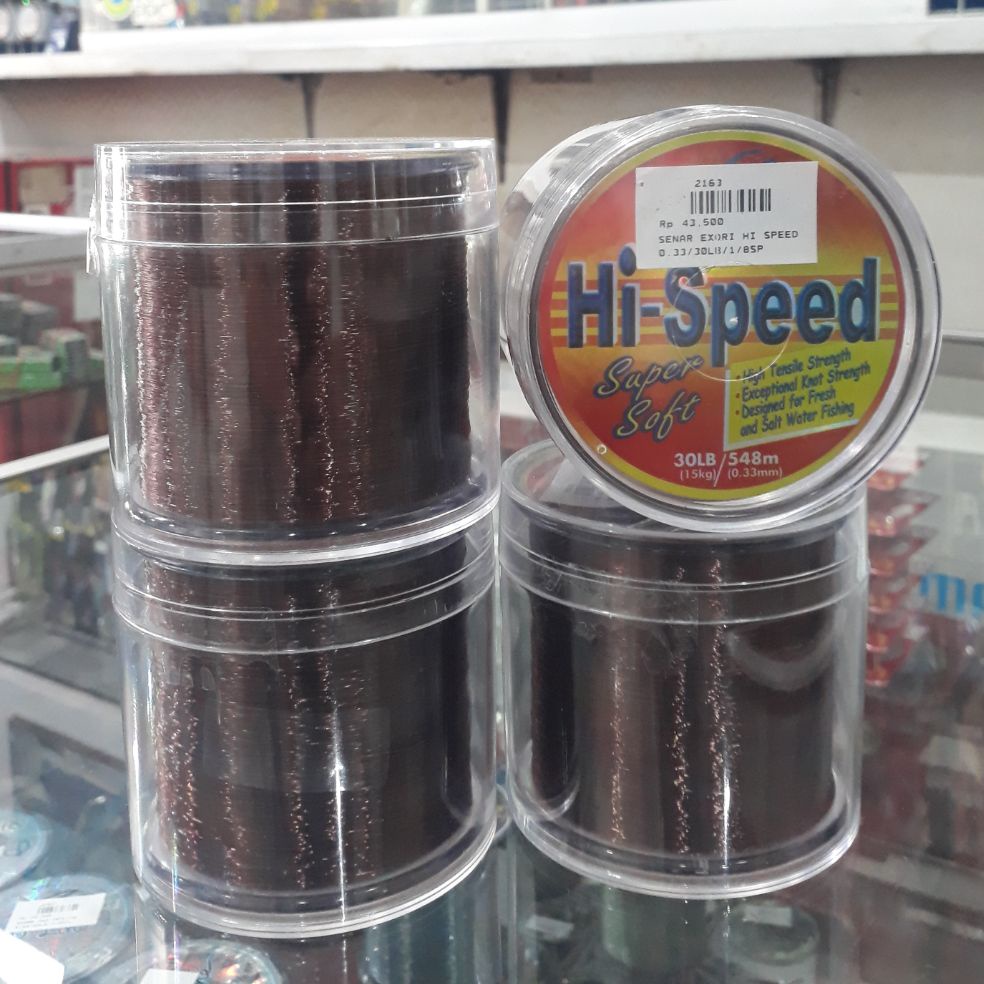 2163
Rp 43,500
SENAR EXORI HI SPEED
0.33/30LB/1/BSP
Hi-Speed
Super
Soft
• High Tensile Strength
• Exceptional Knot Strength
• Designed for Fresh
and Salt Water Fishing
30LB/548m
(15kg) (0.33mm)